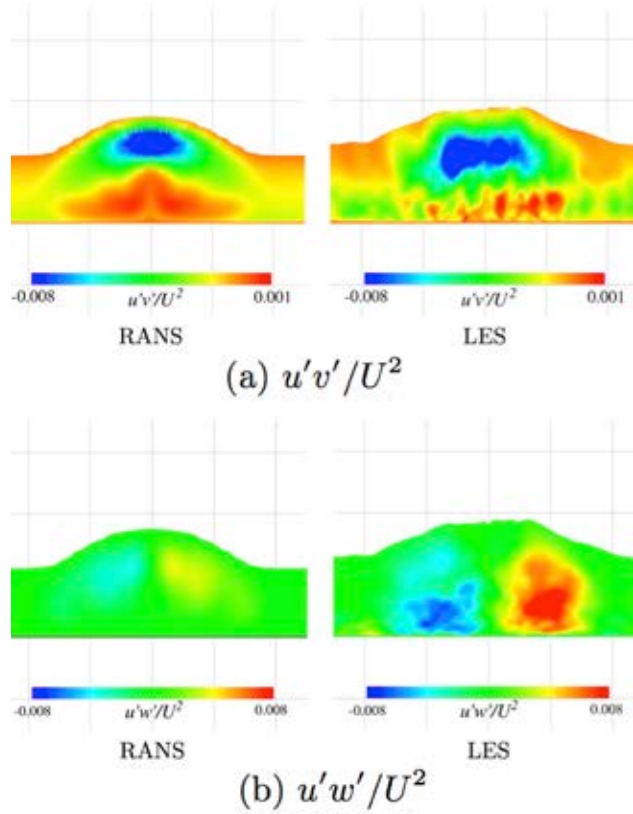 -0.008 u'v'/U² 0.001 -0.008 u'v'/U² 0.001
RANS LES
(a) u'v'/U²
-0.008 u'w'/U² 0.008 -0.008 u'w'/U² 0.008
RANS LES
(b) u'w'/U²